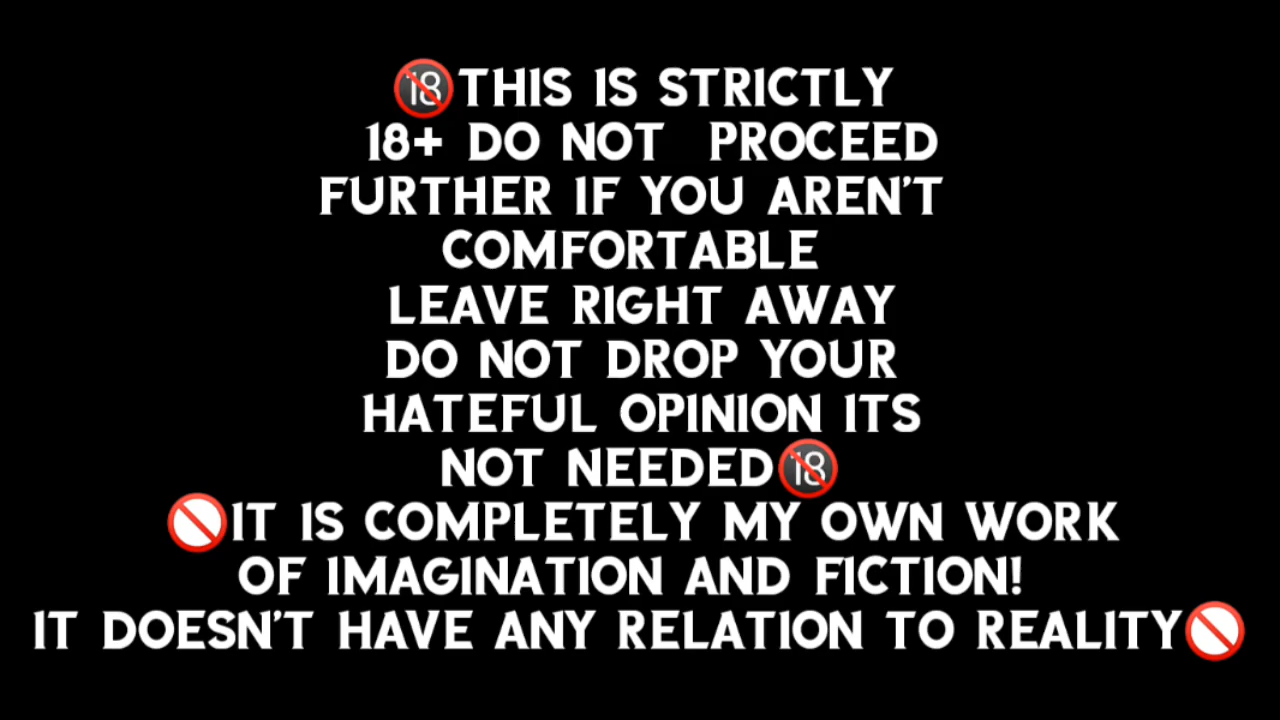 🔞THIS IS STRICTLY
18+ DO NOT PROCEED
FURTHER IF YOU AREN'T
COMFORTABLE
LEAVE RIGHT AWAY
DO NOT DROP YOUR
HATEFUL OPINION ITS
NOT NEEDED🔞
🚫IT IS COMPLETELY MY OWN WORK
OF IMAGINATION AND FICTION!
IT DOESN'T HAVE ANY RELATION TO REALITY🚫